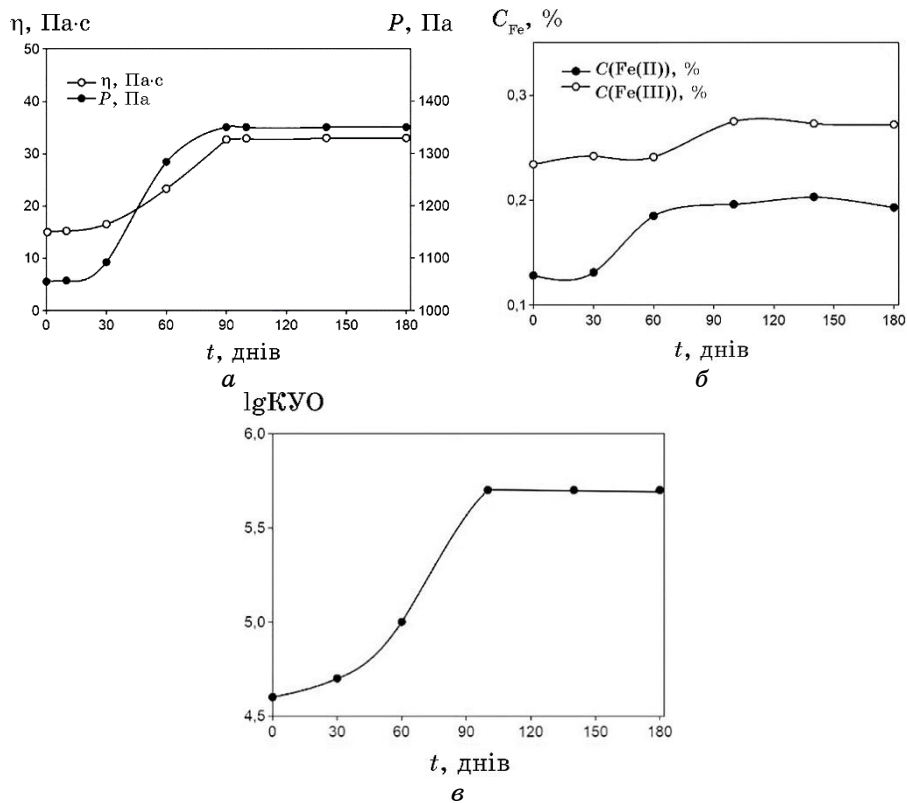 η, Па·с
P, Па
η, Па·с
P, Па
50
40
30
20
10
0
1400
1300
1200
1100
1000
0 30 60 90 120 150 180
t, днів
а
C_Fe, %
C(Fe(II)), %
C(Fe(III)), %
0,3
0,2
0,1
0 30 60 90 120 150 180
t, днів
б
lgКУО
6,0
5,5
5,0
4,5
0 30 60 90 120 150 180
t, днів
в